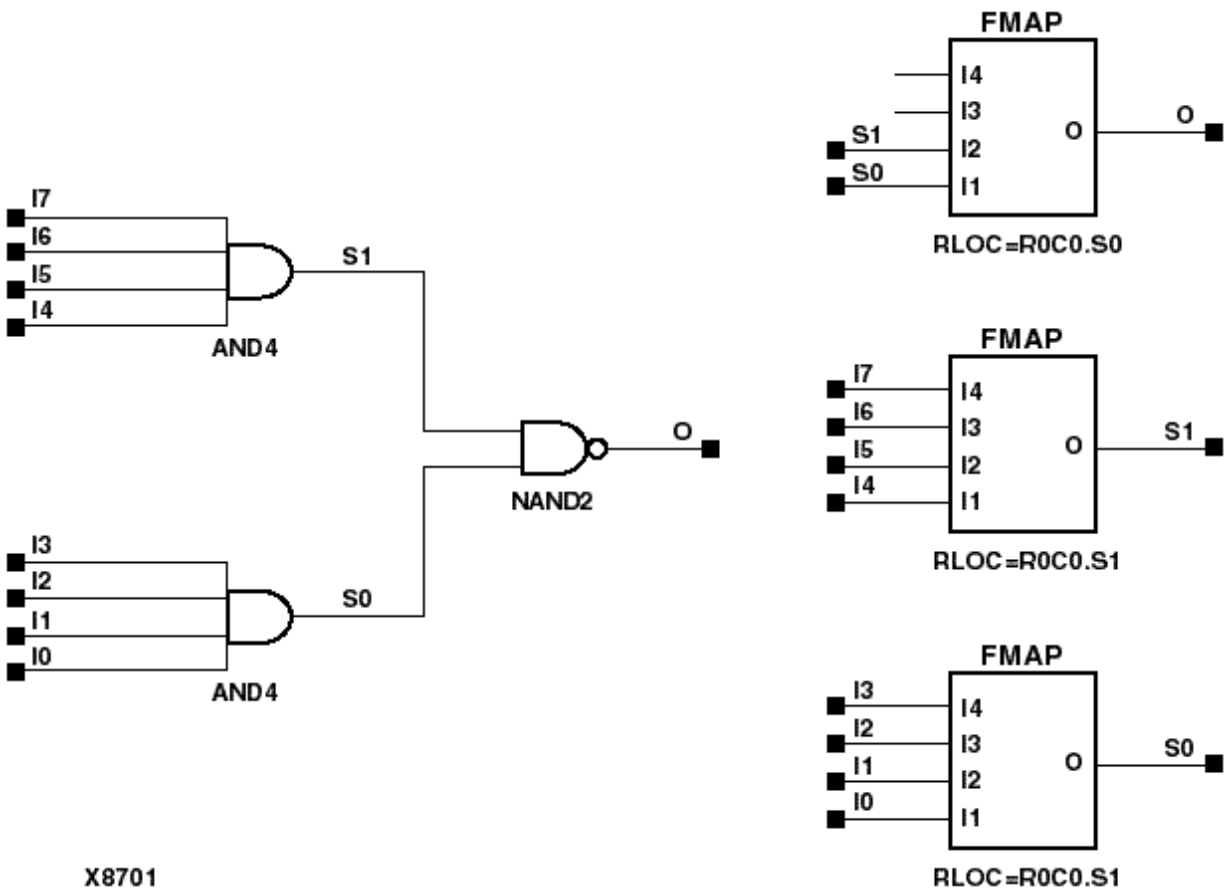 I7
I6
I5
I4
AND4
S1
I3
I2
I1
I0
AND4
S0
NAND2
O
FMAP
I4
I3
S1
I2
S0
I1
O
O
RLOC=R0C0.S0
FMAP
I7
I4
I6
I3
I5
I2
I4
I1
O
S1
RLOC=R0C0.S1
FMAP
I3
I4
I2
I3
I1
I2
I0
I1
O
S0
RLOC=R0C0.S1
X8701